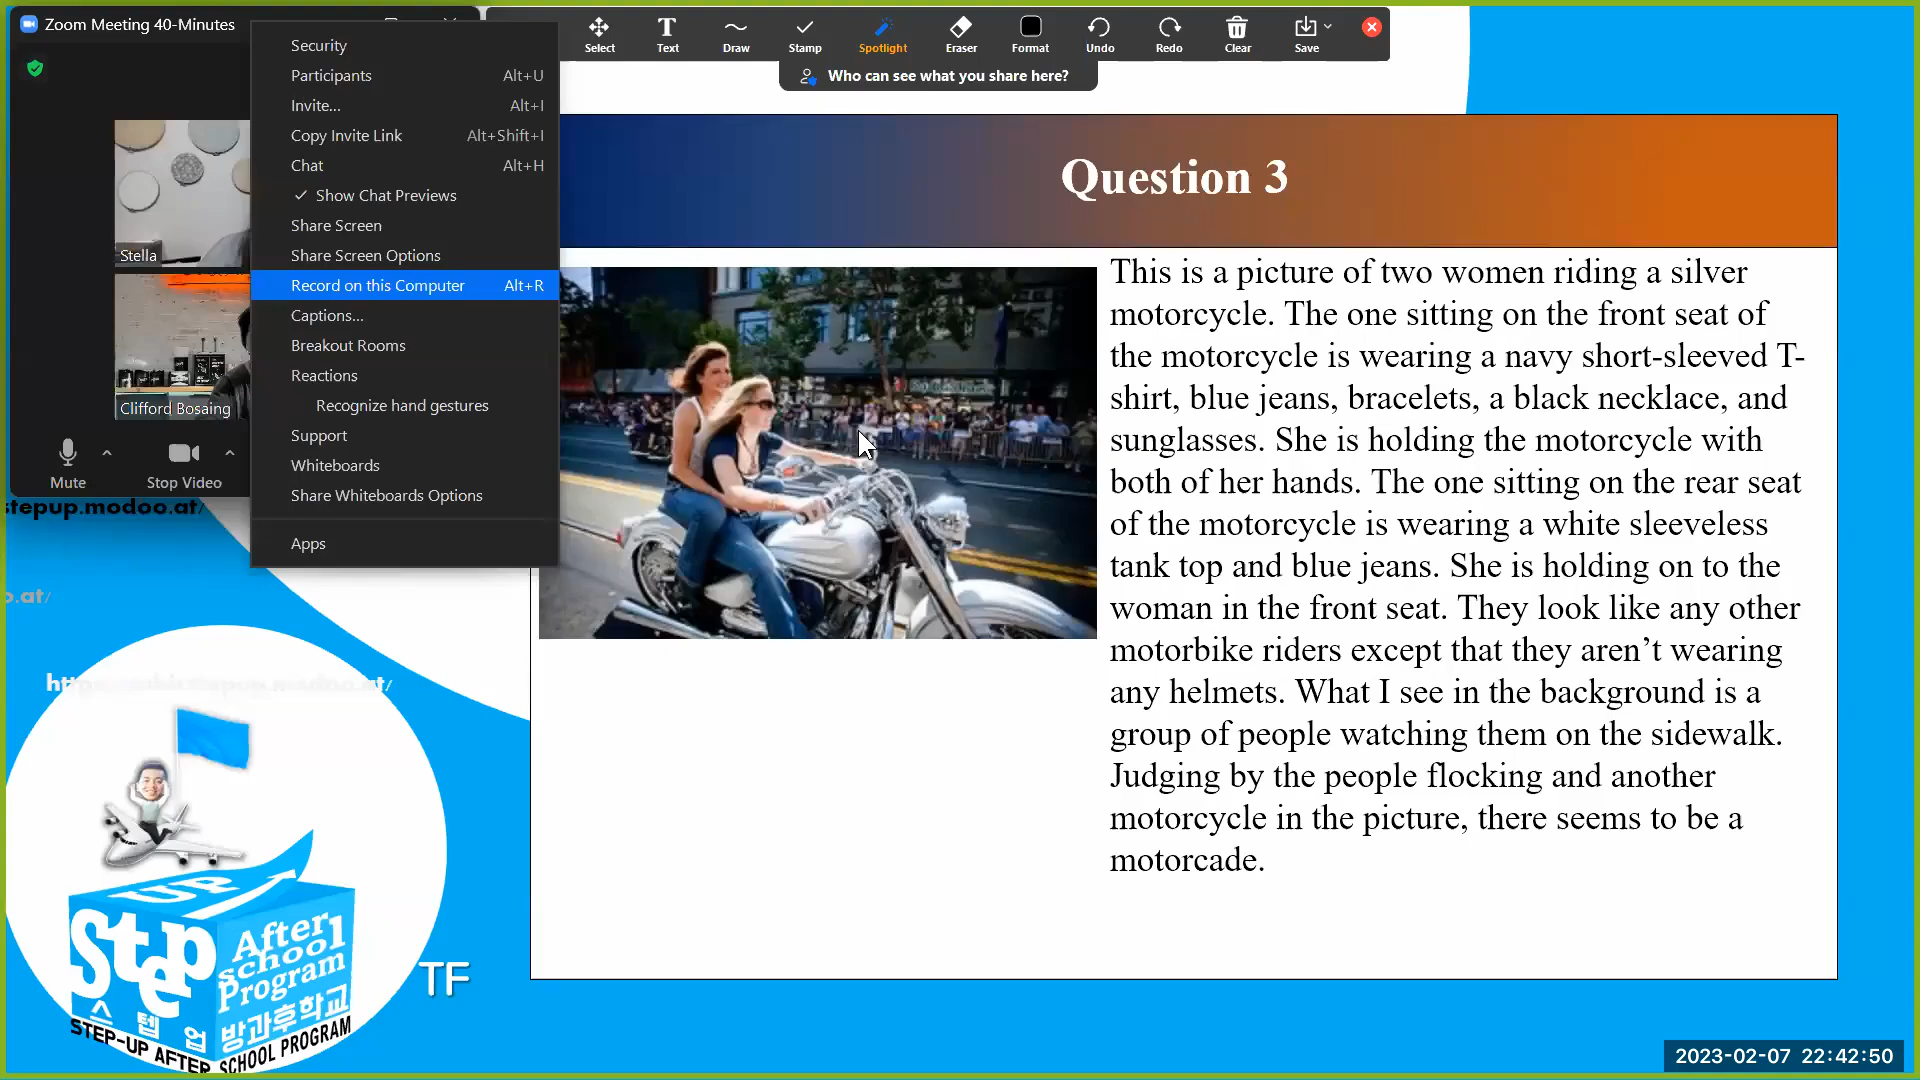 Zoom Meeting 40-Minutes
Stella
Clifford Bosaing
Mute
Stop Video
Security
Participants Alt+U
Invite... Alt+I
Copy Invite Link Alt+Shift+I
Chat Alt+H
Show Chat Previews
Share Screen
Share Screen Options
Record on this Computer Alt+R
Captions...
Breakout Rooms
Reactions
Recognize hand gestures
Support
Whiteboards
Share Whiteboards Options
Apps
Select
Text
Draw
Stamp
Spotlight
Eraser
Format
Undo
Redo
Clear
Save
Who can see what you share here?
Question 3
This is a picture of two women riding a silver
motorcycle. The one sitting on the front seat of
the motorcycle is wearing a navy short-sleeved T-
shirt, blue jeans, bracelets, a black necklace, and
sunglasses. She is holding the motorcycle with
both of her hands. The one sitting on the rear seat
of the motorcycle is wearing a white sleeveless
tank top and blue jeans. She is holding on to the
woman in the front seat. They look like any other
motorbike riders except that they aren’t wearing
any helmets. What I see in the background is a
group of people watching them on the sidewalk.
Judging by the people flocking and another
motorcycle in the picture, there seems to be a
motorcade.
stepup.modoo.at/
o.at/
UP
Step
After
school
Program
스텝업
방과후학교
STEP-UP AFTER SCHOOL PROGRAM
TF
2023-02-07 22:42:50